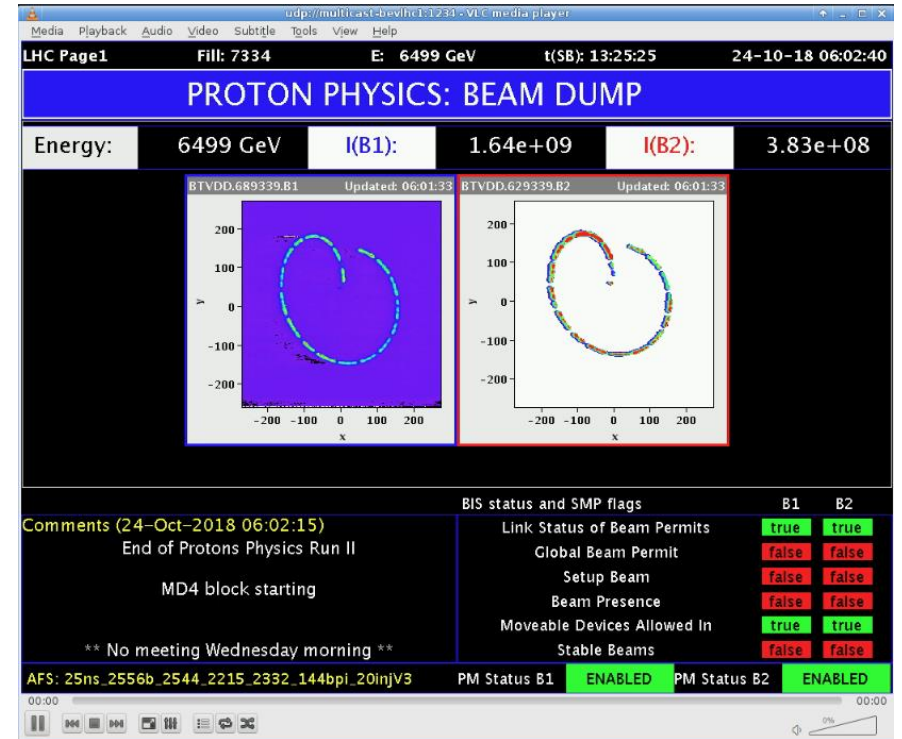 udp://multicast-bevlhc1:1234 - VLC media player
Media Playback Audio Video Subtitle Tools View Help
LHC Page1 Fill: 7334 E: 6499 GeV t(SB): 13:25:25 24-10-18 06:02:40
PROTON PHYSICS: BEAM DUMP
Energy: 6499 GeV I(B1): 1.64e+09 I(B2): 3.83e+08
BTVDD.689339.B1 Updated: 06:01:33 BTVDD.629339.B2 Updated: 06:01:33
200
100
y
0
-100
-200
-200 -100 0 100 200
x
200
100
y
0
-100
-200
-200 -100 0 100 200
x
BIS status and SMP flags B1 B2
Comments (24-Oct-2018 06:02:15)
End of Protons Physics Run II
MD4 block starting
** No meeting Wednesday morning **
Link Status of Beam Permits true true
Global Beam Permit false false
Setup Beam false false
Beam Presence false false
Moveable Devices Allowed In true true
Stable Beams false false
AFS: 25ns_2556b_2544_2215_2332_144bpi_20injV3 PM Status B1 ENABLED PM Status B2 ENABLED
00:00 00:00
0%